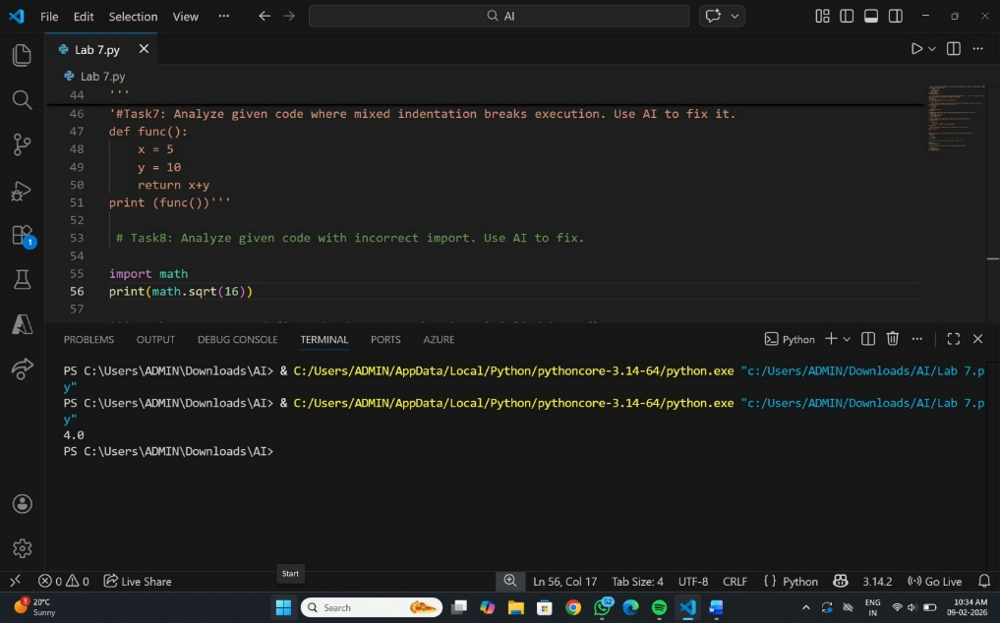 File Edit Selection View ··· AI
Lab 7.py
Lab 7.py
44 '''
46 '#Task7: Analyze given code where mixed indentation breaks execution. Use AI to fix it.
47 def func():
48 x = 5
49 y = 10
50 return x+y
51 print (func())'''
52
53 # Task8: Analyze given code with incorrect import. Use AI to fix.
54
55 import math
56 print(math.sqrt(16))
57
1
PROBLEMS OUTPUT DEBUG CONSOLE TERMINAL PORTS AZURE Python
PS C:\Users\ADMIN\Downloads\AI> & C:/Users/ADMIN/AppData/Local/Python/pythoncore-3.14-64/python.exe "c:/Users/ADMIN/Downloads/AI/Lab 7.p
y"
PS C:\Users\ADMIN\Downloads\AI> & C:/Users/ADMIN/AppData/Local/Python/pythoncore-3.14-64/python.exe "c:/Users/ADMIN/Downloads/AI/Lab 7.p
y"
4.0
PS C:\Users\ADMIN\Downloads\AI>
Start
0 0 Live Share Ln 56, Col 17 Tab Size: 4 UTF-8 CRLF {} Python 3.14.2 Go Live
3 20°C
Sunny
Search
52
ENG
IN
10:34 AM
09-02-2026